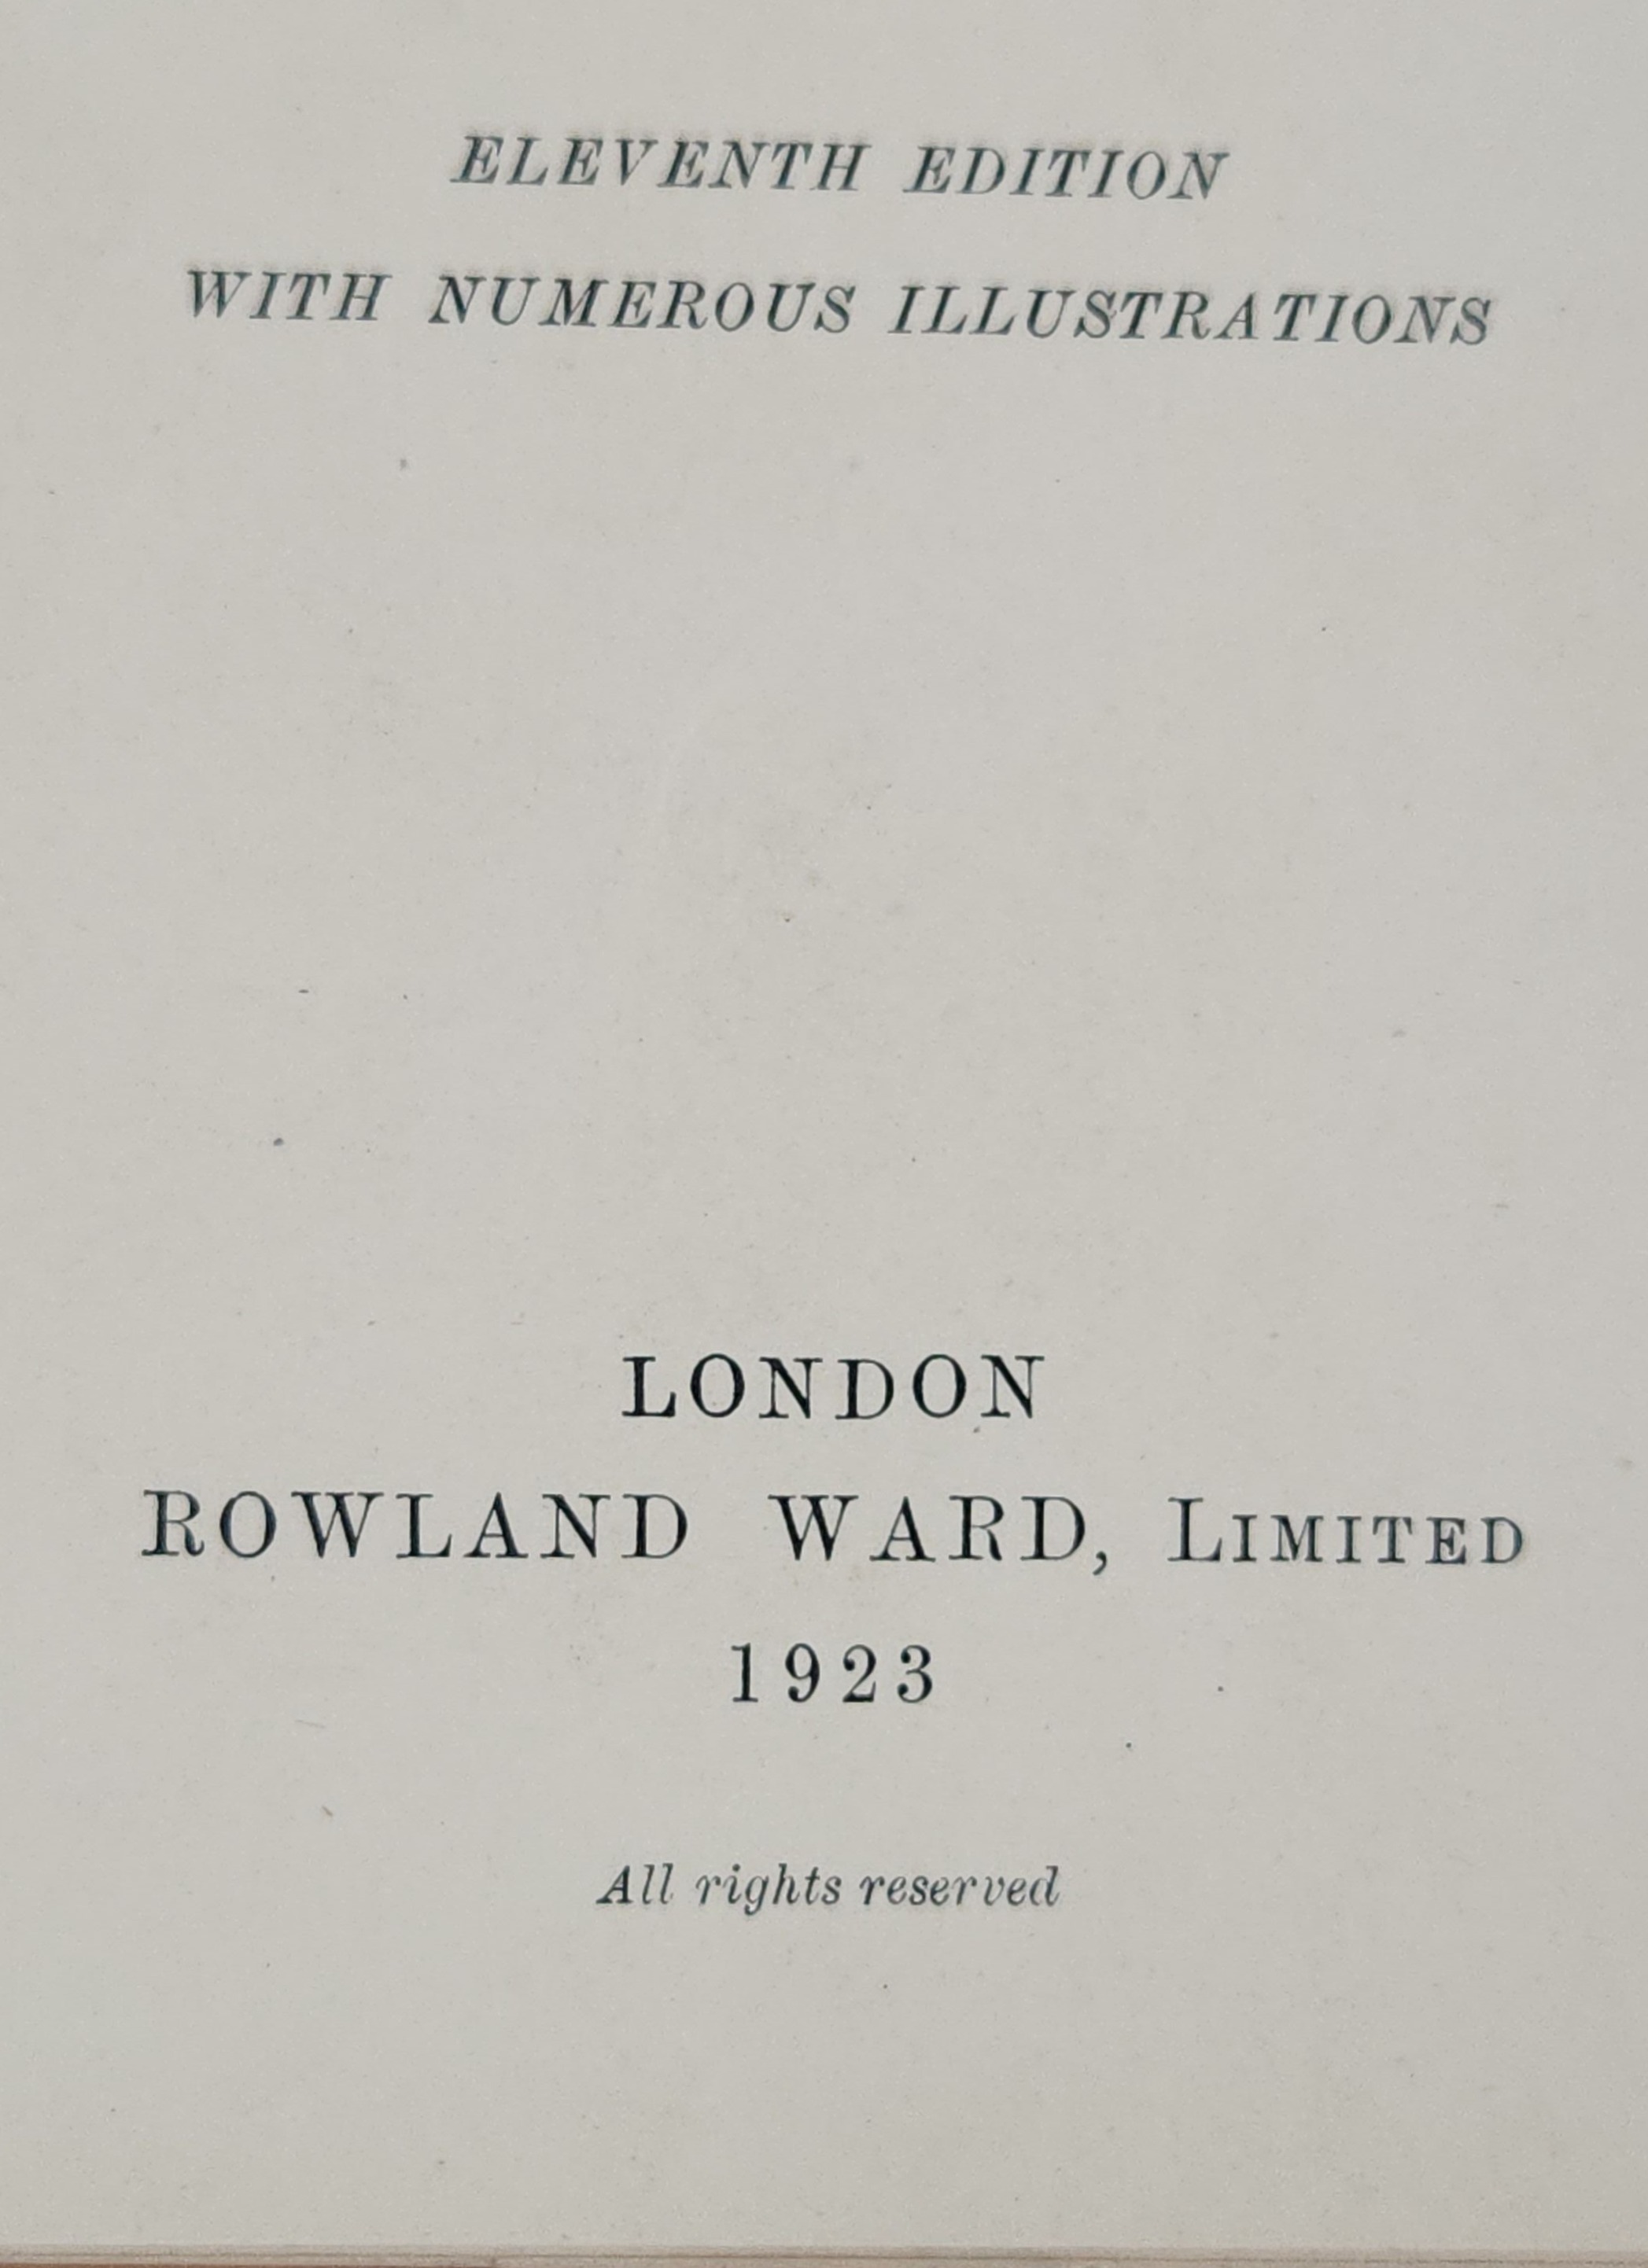 ELEVENTH EDITION
WITH NUMEROUS ILLUSTRATIONS
LONDON
ROWLAND WARD, LIMITED
1923
All rights reserved